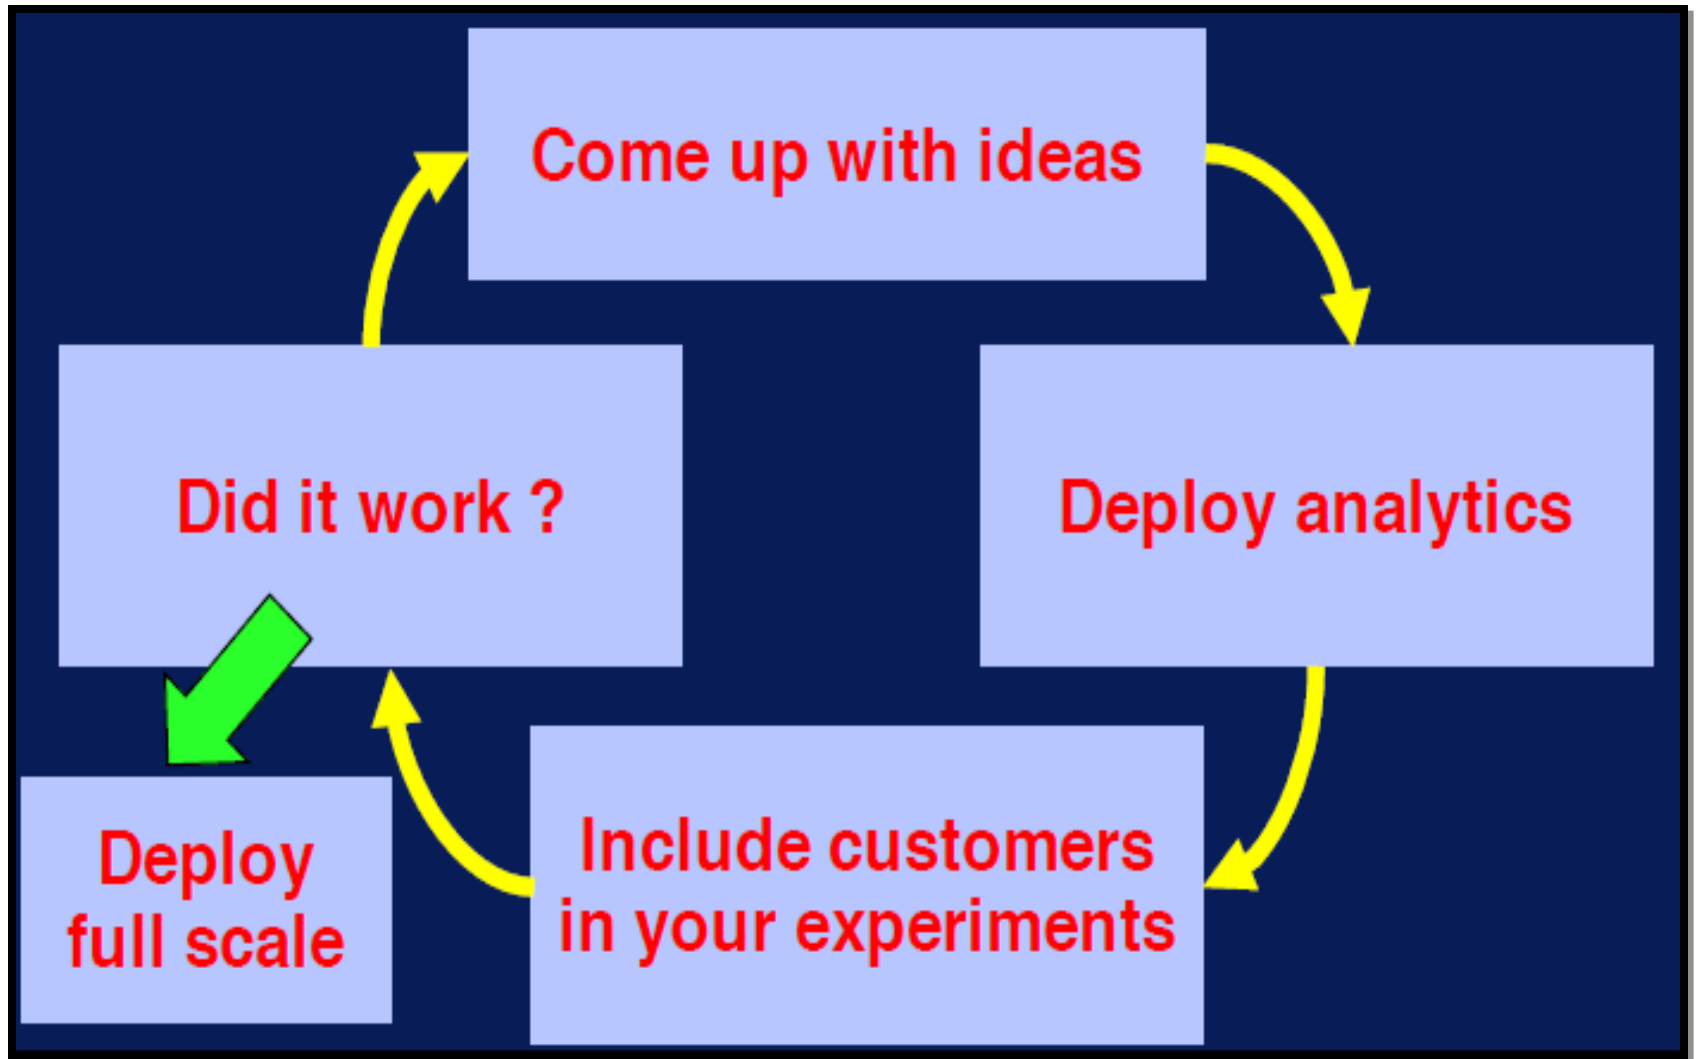 Come up with ideas
Did it work ?
Deploy analytics
Include customers
in your experiments
Deploy
full scale